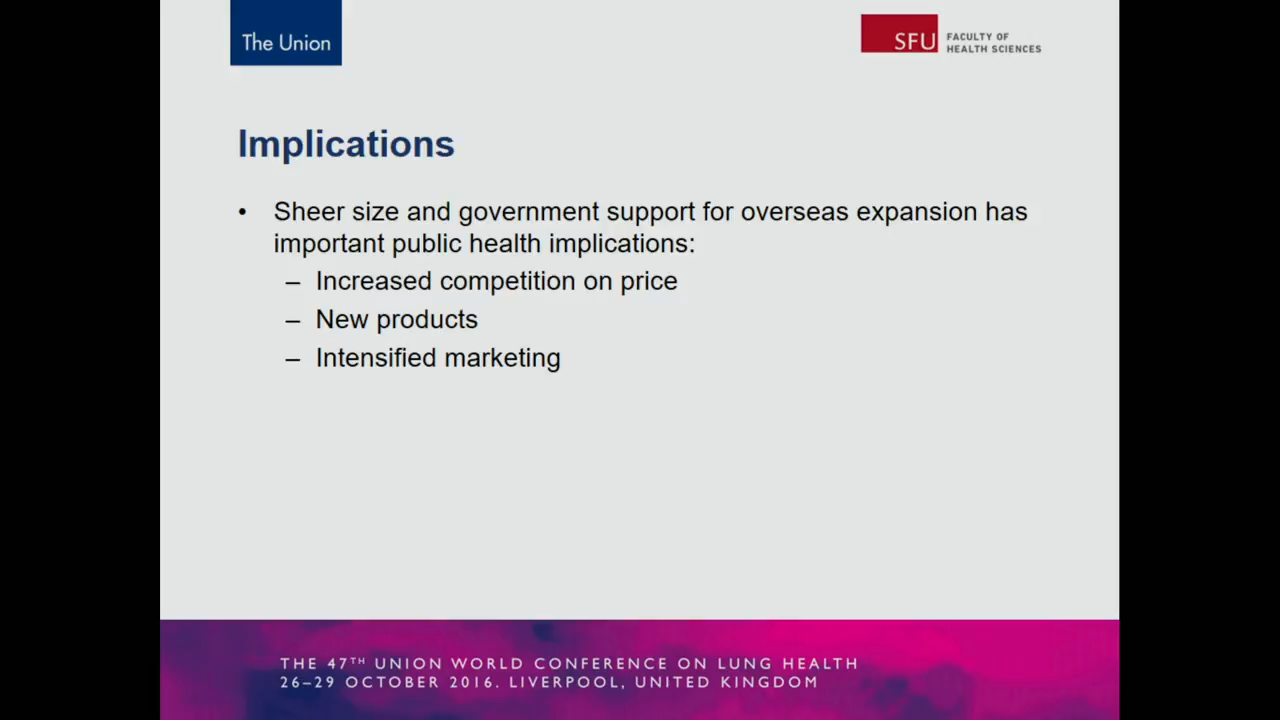 The Union
SFU
FACULTY OF
HEALTH SCIENCES
Implications
• Sheer size and government support for overseas expansion has
important public health implications:
– Increased competition on price
– New products
– Intensified marketing
THE 47TH UNION WORLD CONFERENCE ON LUNG HEALTH
26–29 OCTOBER 2016. LIVERPOOL, UNITED KINGDOM